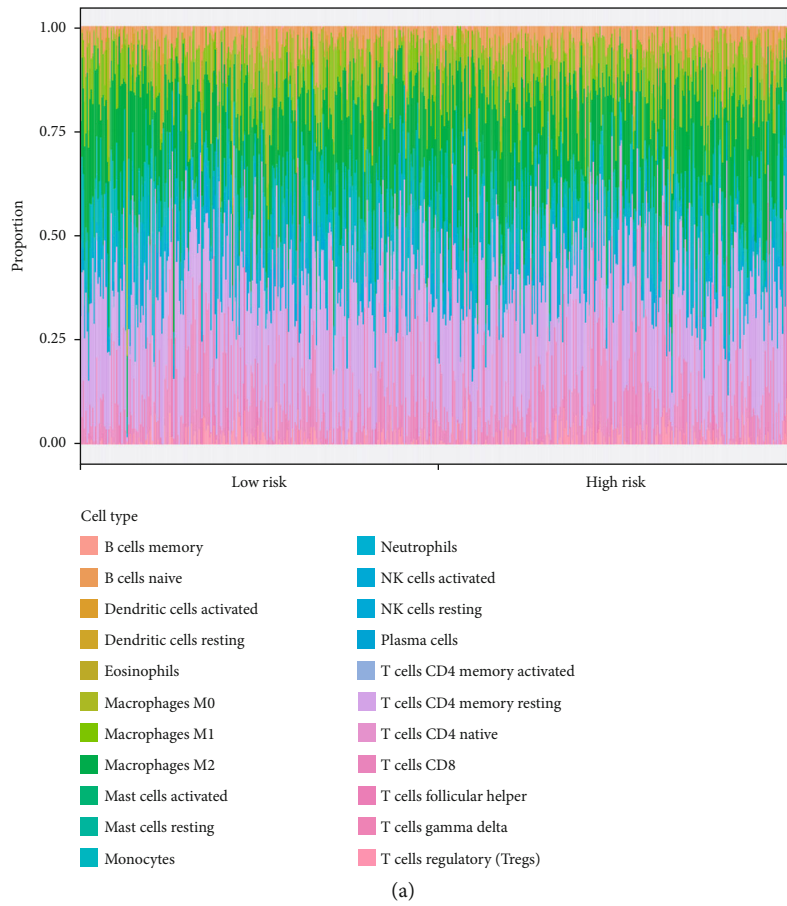 1.00
0.75
0.50
0.25
0.00
Proportion
Low risk
High risk
Cell type
B cells memory
B cells naive
Dendritic cells activated
Dendritic cells resting
Eosinophils
Macrophages M0
Macrophages M1
Macrophages M2
Mast cells activated
Mast cells resting
Monocytes
Neutrophils
NK cells activated
NK cells resting
Plasma cells
T cells CD4 memory activated
T cells CD4 memory resting
T cells CD4 native
T cells CD8
T cells follicular helper
T cells gamma delta
T cells regulatory (Tregs)
(a)